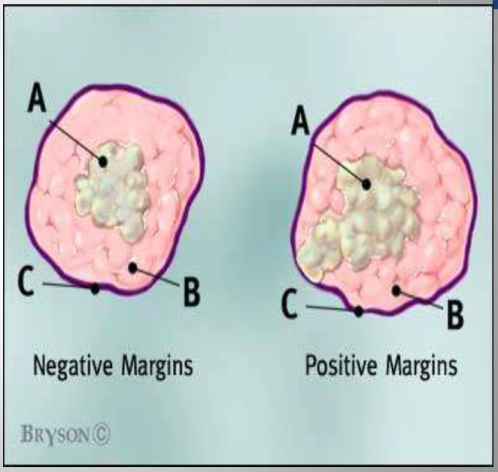 A
A
C
B
C
B
Negative Margins
Positive Margins
BRYSON©